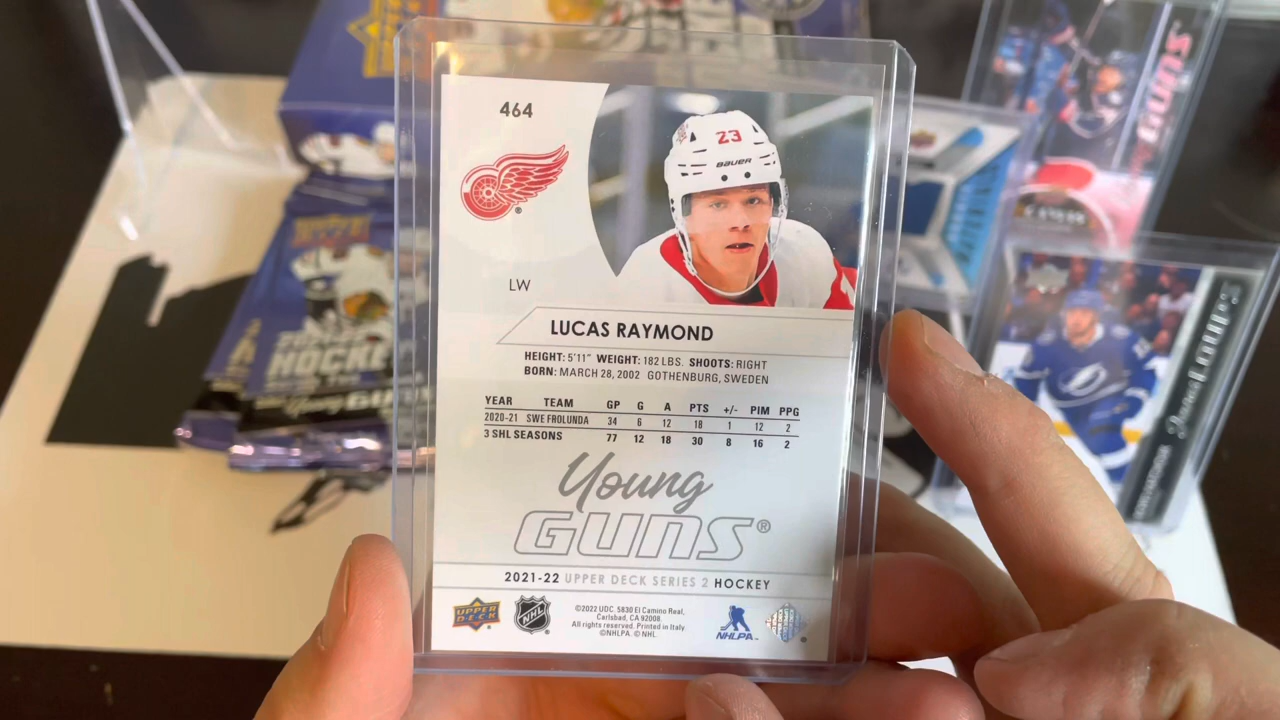 464
23
BAUER
LW
LUCAS RAYMOND
HEIGHT: 5'11" WEIGHT: 182 LBS. SHOOTS: RIGHT
BORN: MARCH 28, 2002 GOTHENBURG, SWEDEN
YEAR TEAM GP G A PTS +/- PIM PPG
2020-21 SWE FROLUNDA 34 6 12 18 1 12 2
3 SHL SEASONS 77 12 18 30 8 16 2
Young
GUNS®
2021-22 UPPER DECK SERIES 2 HOCKEY
UPPER DECK
NHL
©2022 UDC. 5830 El Camino Real,
Carlsbad, CA 92008.
All rights reserved. Printed in Italy
©NHLPA. © NHL.
NHLPA
UPPER DECK
HOCKEY
Young GUNS
GUNS